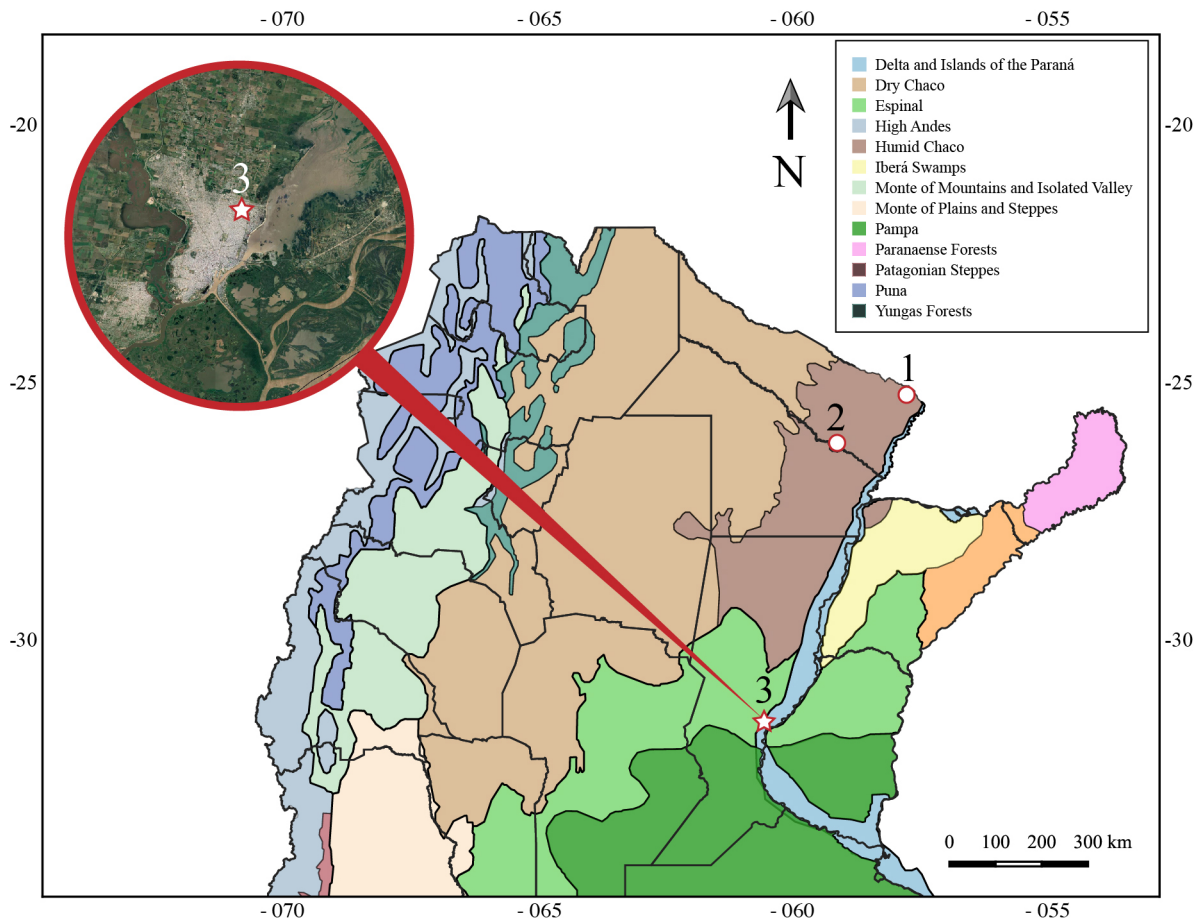 - 070
- 065
- 060
- 055
Delta and Islands of the Paraná
Dry Chaco
Espinal
High Andes
Humid Chaco
Iberá Swamps
Monte of Mountains and Isolated Valley
Monte of Plains and Steppes
Pampa
Paranaense Forests
Patagonian Steppes
Puna
Yungas Forests
-20
-20
N
3
-25
-25
1
2
-30
-30
3
0 100 200 300 km
- 070
- 065
- 060
- 055